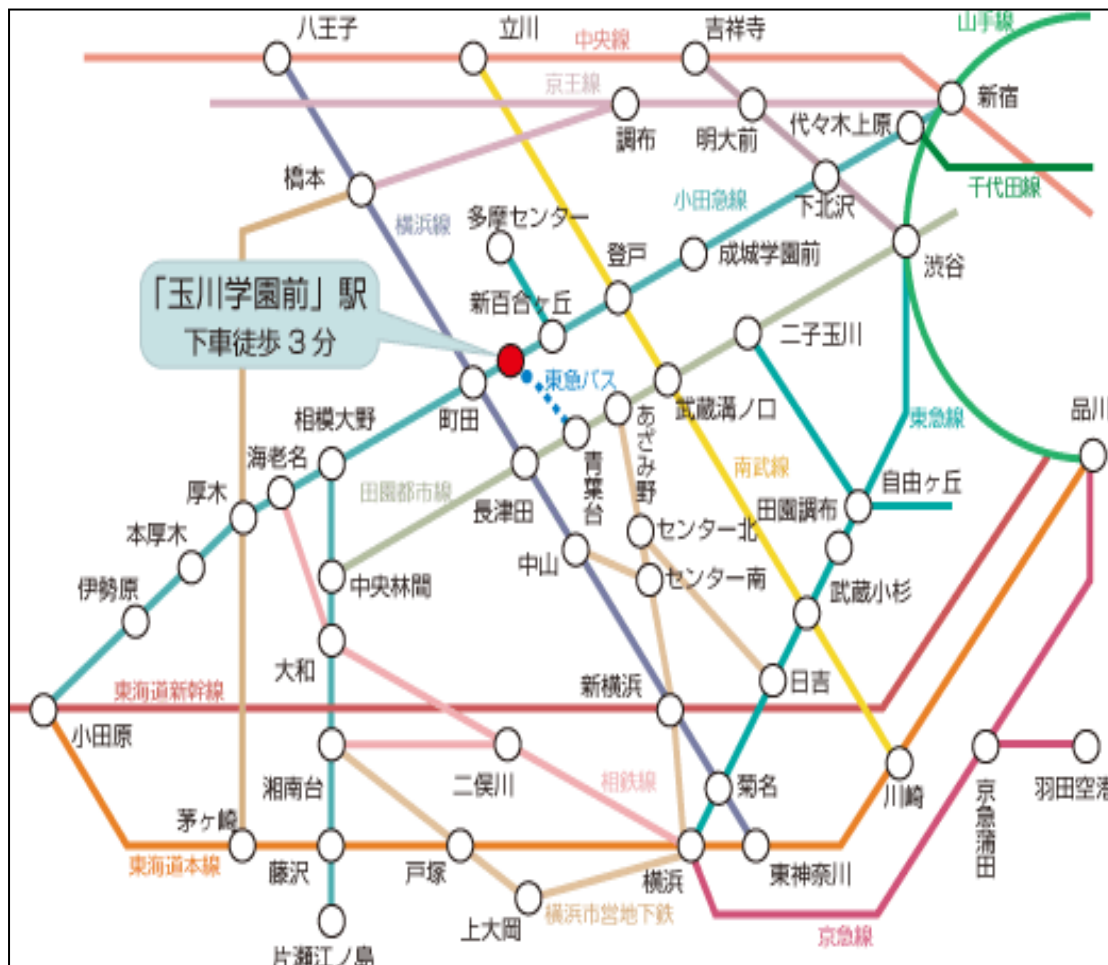 八王子
立川
吉祥寺
山手線
中央線
京王線
新宿
調布
明大前
代々木上原
橋本
千代田線
小田急線
下北沢
横浜線
多摩センター
登戸
成城学園前
渋谷
「玉川学園前」駅
下車徒歩3分
新百合ヶ丘
二子玉川
東急バス
武蔵溝ノ口
町田
相模大野
あざみ野
品川
東急線
海老名
青葉台
南武線
自由ヶ丘
厚木
田園都市線
長津田
田園調布
本厚木
センター北
中山
伊勢原
中央林間
センター南
武蔵小杉
大和
新横浜
日吉
東海道新幹線
小田原
湘南台
二俣川
相鉄線
菊名
川崎
京急蒲田
羽田空港
茅ヶ崎
東海道本線
藤沢
戸塚
横浜
東神奈川
上大岡
横浜市営地下鉄
京急線
片瀬江ノ島